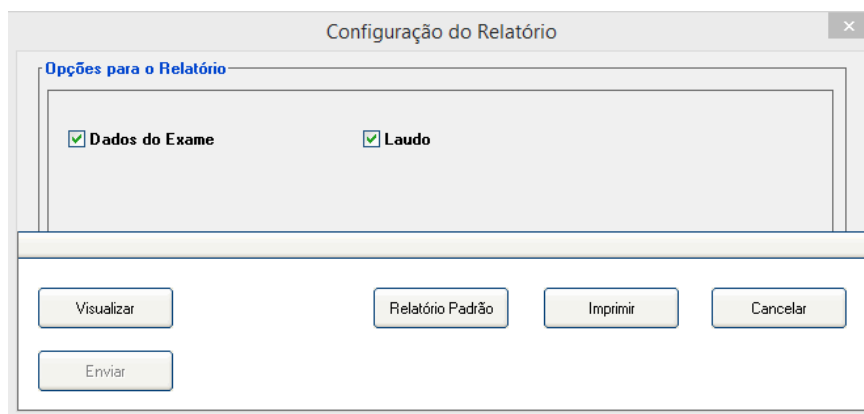 Configuração do Relatório
Opções para o Relatório
Dados do Exame Laudo
Visualizar Relatório Padrão Imprimir Cancelar
Enviar